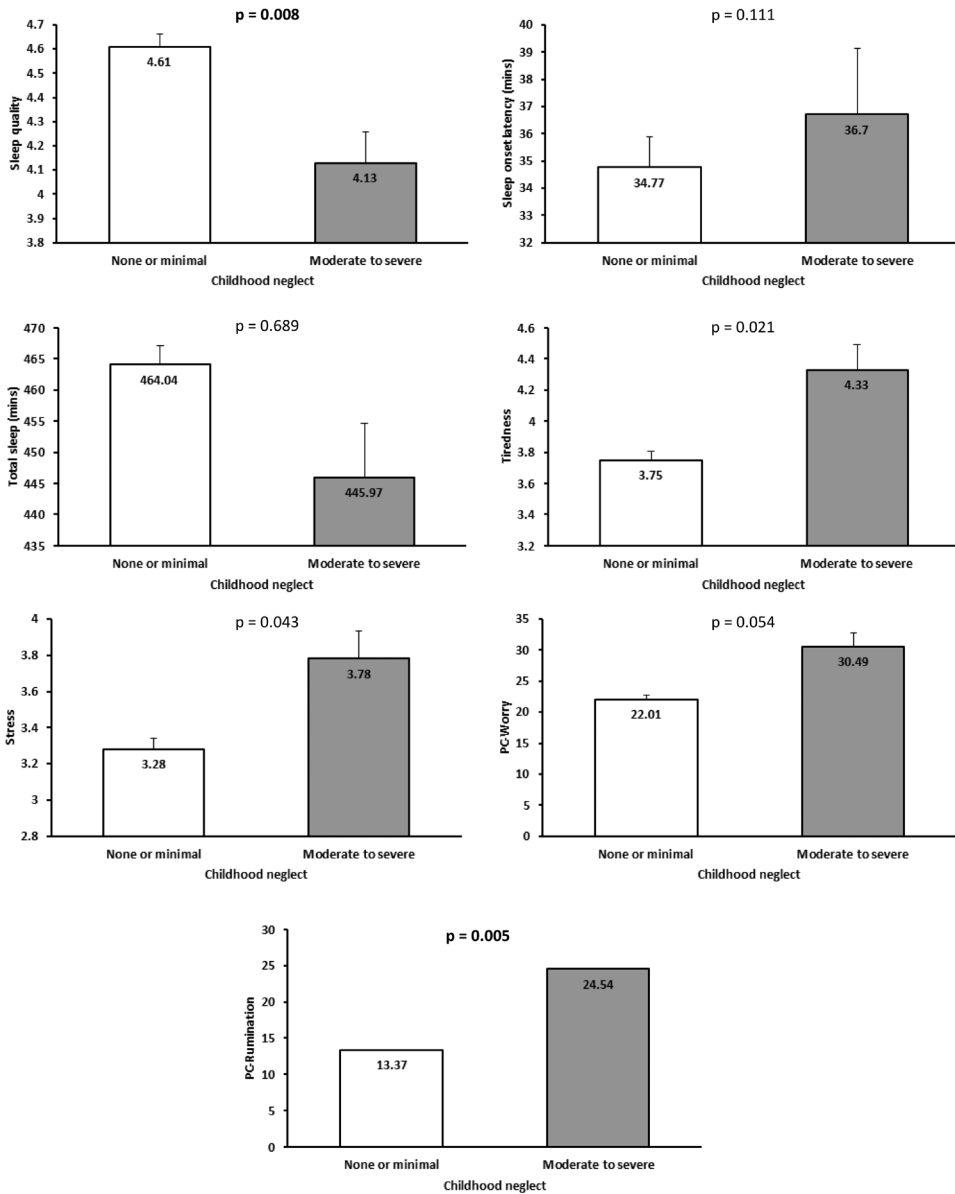 p = 0.008
Sleep quality
4.7
4.6
4.5
4.4
4.3
4.2
4.1
4
3.9
3.8
4.61
4.13
None or minimal
Moderate to severe
Childhood neglect
p = 0.111
Sleep onset latency (mins)
40
39
38
37
36
35
34
33
32
34.77
36.7
None or minimal
Moderate to severe
Childhood neglect
p = 0.689
Total sleep (mins)
470
465
460
455
450
445
440
435
464.04
445.97
None or minimal
Moderate to severe
Childhood neglect
p = 0.021
Tiredness
4.6
4.4
4.2
4
3.8
3.6
3.4
3.2
3.75
4.33
None or minimal
Moderate to severe
Childhood neglect
p = 0.043
Stress
4
3.8
3.6
3.4
3.2
3
2.8
3.28
3.78
None or minimal
Moderate to severe
Childhood neglect
p = 0.054
PC-Worry
35
30
25
20
15
10
5
0
22.01
30.49
None or minimal
Moderate to severe
Childhood neglect
p = 0.005
PC-Rumination
30
25
20
15
10
5
0
13.37
24.54
None or minimal
Moderate to severe
Childhood neglect